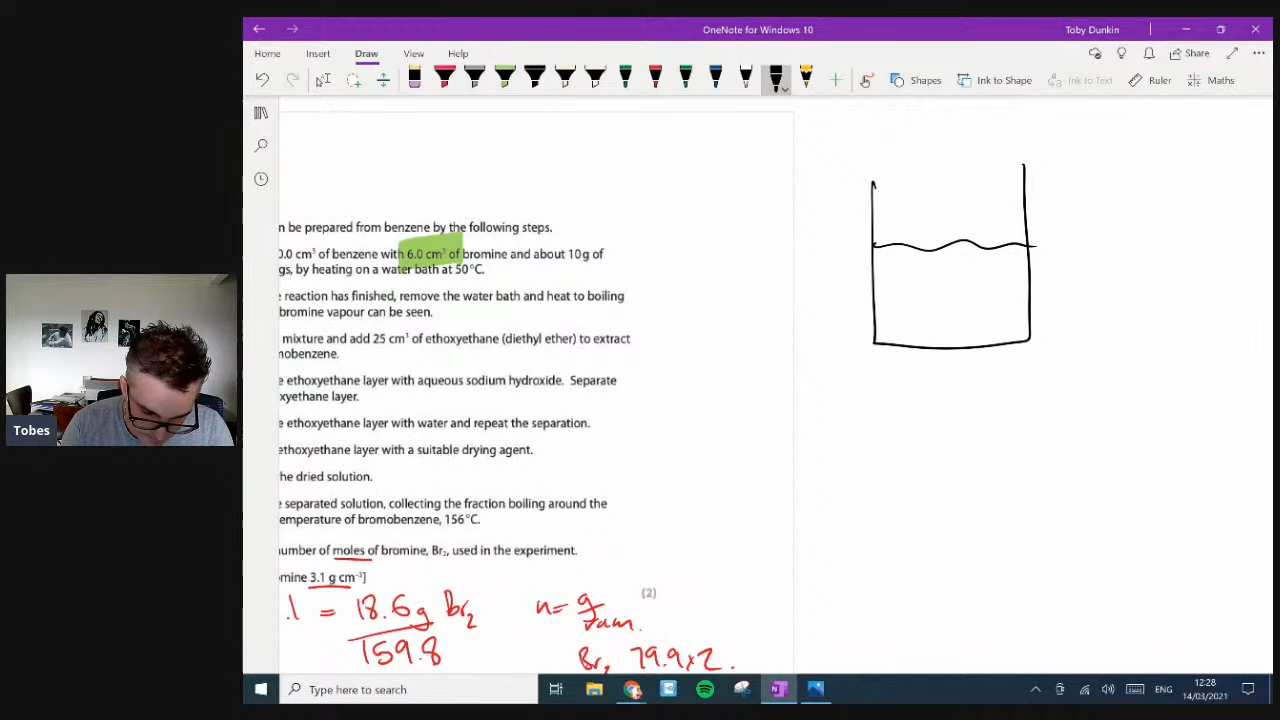 OneNote for Windows 10
Toby Dunkin
Home Insert Draw View Help
Share
Shapes Ink to Shape Ink to Text Ruler Maths
n be prepared from benzene by the following steps.
0.0 cm³ of benzene with 6.0 cm³ of bromine and about 10 g of
gs, by heating on a water bath at 50 °C.
e reaction has finished, remove the water bath and heat to boiling
bromine vapour can be seen.
mixture and add 25 cm³ of ethoxyethane (diethyl ether) to extract
mobenzene.
e ethoxyethane layer with aqueous sodium hydroxide. Separate
xyethane layer.
e ethoxyethane layer with water and repeat the separation.
ethoxyethane layer with a suitable drying agent.
he dried solution.
e separated solution, collecting the fraction boiling around the
emperature of bromobenzene, 156 °C.
number of moles of bromine, Br₂, used in the experiment.
mine 3.1 g cm⁻³]
(2)
.1 = 18.6g Br₂
159.8
n = g
Br₂ 79.9 x 2.
Tobes
Type here to search
ENG
12:28
14/03/2021